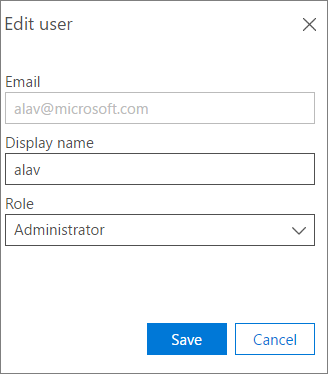 Edit user
Email
alav@microsoft.com
Display name
alav
Role
Administrator
Save Cancel